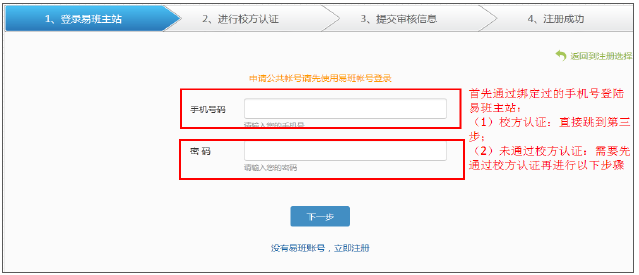 1、登录易班主站
2、进行校方认证
3、提交审核信息
4、注册成功
返回到注册选择
申请公共帐号请先使用易班账号登录
手机号码
请输入您的手机号
密 码
请输入您的密码
下一步
没有易班账号，立即注册
首先通过绑定过的手机号登陆
易班主站；
（1）校方认证：直接跳到第三
步；
（2）未通过校方认证：需要先
通过校方认证再进行以下步骤